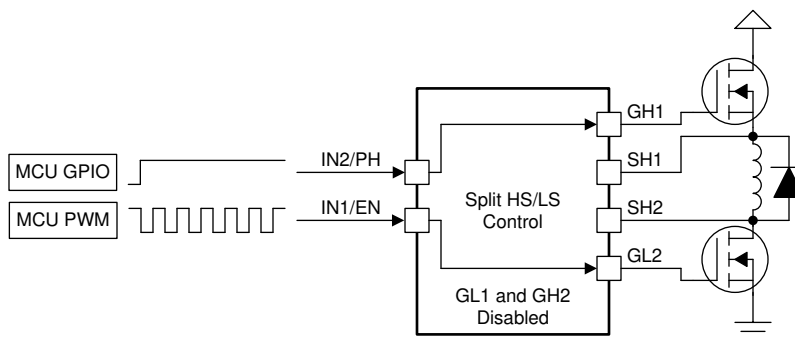 GH1
MCU GPIO
IN2/PH
SH1
MCU PWM
IN1/EN
Split HS/LS
Control
SH2
GL2
GL1 and GH2
Disabled